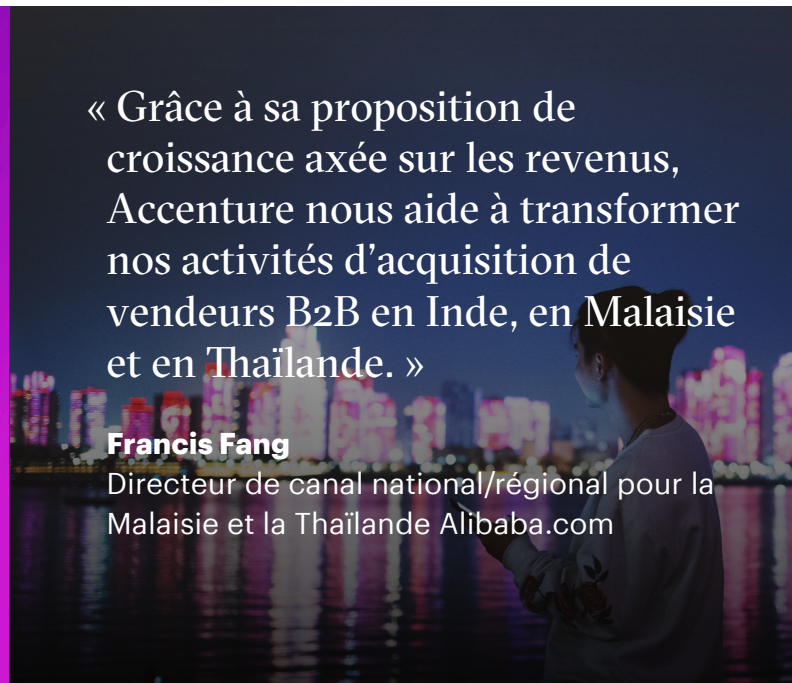 « Grâce à sa proposition de
croissance axée sur les revenus,
Accenture nous aide à transformer
nos activités d’acquisition de
vendeurs B2B en Inde, en Malaisie
et en Thaïlande. »
Francis Fang
Directeur de canal national/régional pour la
Malaisie et la Thaïlande Alibaba.com